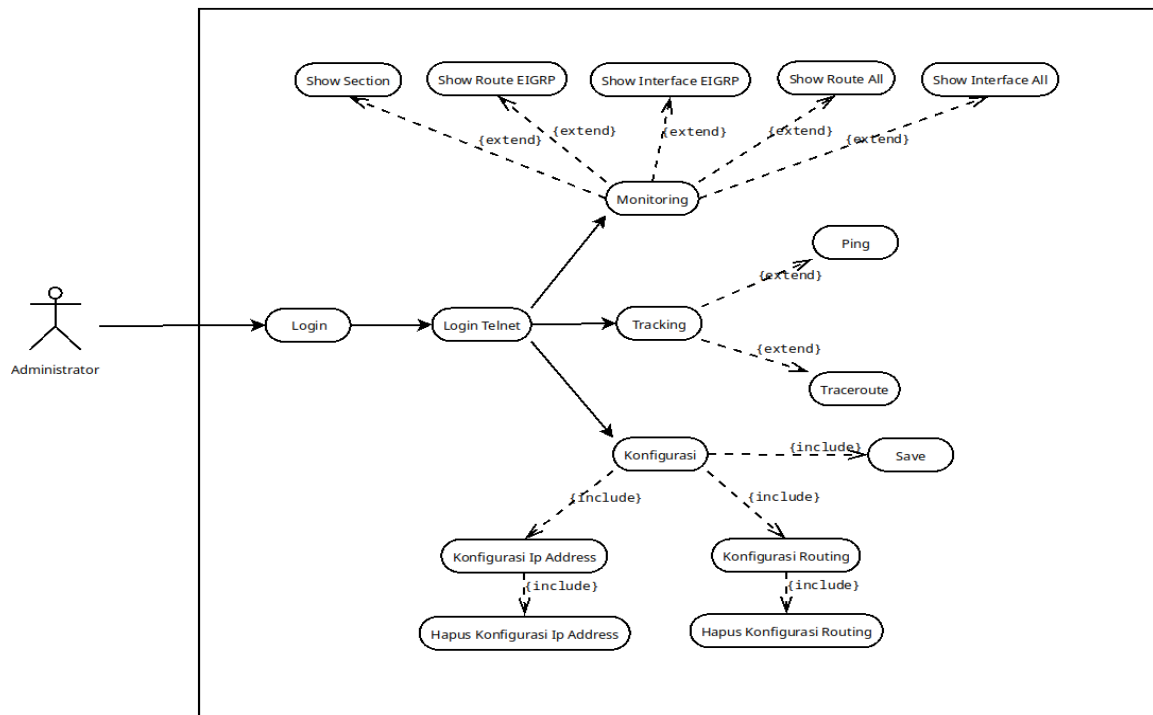 Show Section
Show Route EIGRP
Show Interface EIGRP
Show Route All
Show Interface All
{extend}
{extend}
{extend}
{extend}
{extend}
Monitoring
Ping
{extend}
Login
Login Telnet
Tracking
{extend}
Administrator
Traceroute
Konfigurasi
{include}
Save
{include}
{include}
Konfigurasi Ip Address
Konfigurasi Routing
{include}
{include}
Hapus Konfigurasi Ip Address
Hapus Konfigurasi Routing